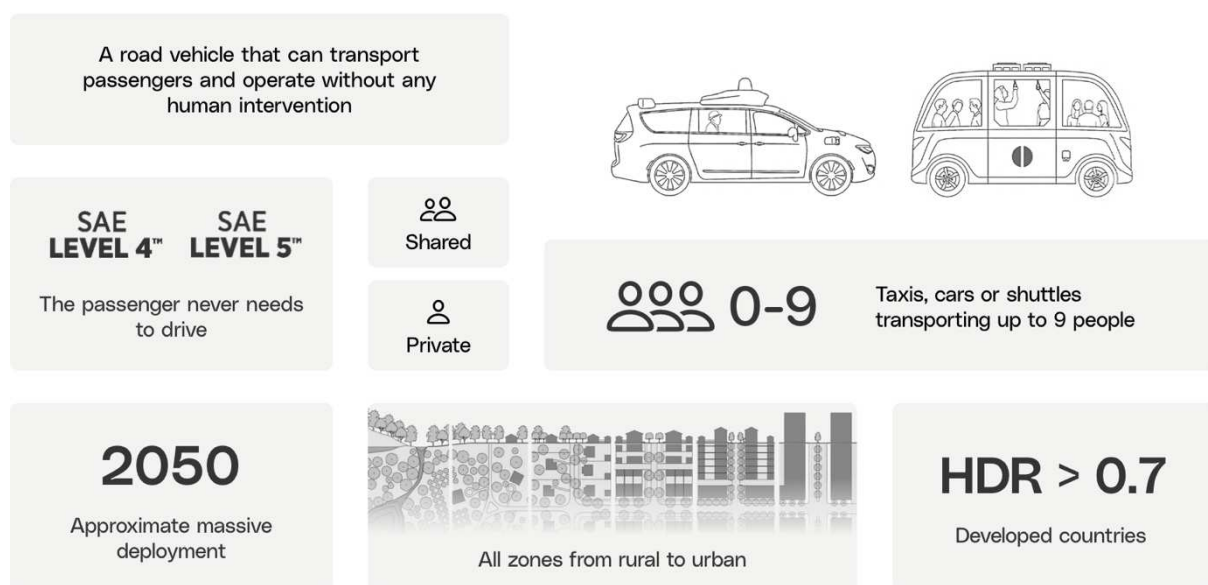 A road vehicle that can transport
passengers and operate without any
human intervention
SAE
LEVEL 4™
SAE
LEVEL 5™
The passenger never needs
to drive
Shared
Private
0-9
Taxis, cars or shuttles
transporting up to 9 people
2050
Approximate massive
deployment
All zones from rural to urban
HDR > 0.7
Developed countries